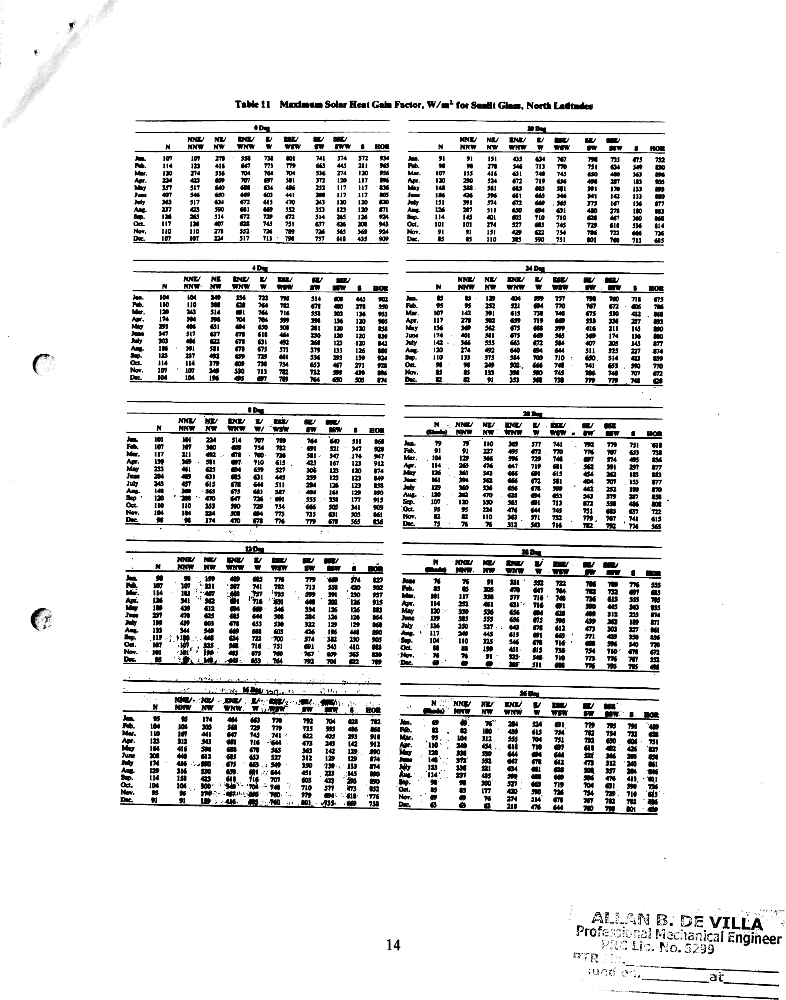 Table 11 Maximum Solar Heat Gain Factor, W/m² for Sunlit Glass, North Latitudes
0 Deg
NNE/ NE/ ENE/ E/ ESE/ SE/ SSE/
N NNW NW WNW W WSW SW SWW S HOR
Jan. 107 107 278 558 738 801 741 574 372 934
Feb. 114 123 416 647 773 779 663 445 211 965
Mar. 120 274 536 704 764 704 536 274 120 956
Apr. 224 423 609 707 697 581 372 120 117 896
May 357 517 640 688 634 486 252 117 117 836
June 407 546 650 669 603 441 208 117 117 805
July 363 517 634 672 615 470 243 120 120 820
Aug. 237 423 590 681 669 552 353 123 120 871
Sep. 126 265 514 672 729 672 514 265 126 924
Oct. 117 126 407 628 745 751 637 426 208 943
Nov. 110 110 278 552 726 789 726 565 369 924
Dec. 107 107 224 517 713 798 757 618 435 909
4 Deg
NNE/ NE ENE/ E/ ESE/ SE/ SSE/
N NNW NW WNW W WSW SW SSW S HOR
Jan. 104 104 249 536 722 795 514 609 445 902
Feb. 110 110 388 628 764 782 678 480 278 950
Mar. 120 243 514 691 764 716 558 303 136 953
Apr. 174 394 596 704 704 599 398 136 120 905
May 293 486 631 694 650 508 281 120 120 858
June 347 517 637 678 618 464 230 120 120 830
July 303 486 622 678 631 492 268 123 120 842
Aug. 186 391 581 678 675 571 379 133 126 880
Sep. 123 237 492 659 729 681 536 293 139 924
Oct. 114 114 379 609 738 754 653 467 271 928
Nov. 107 107 249 530 713 782 732 599 439 896
Dec. 104 104 196 495 697 789 764 650 505 874
8 Deg
NNE/ NE/ ENE/ E/ ESE/ SE/ SSE/
N NNW NW WNW W/ WSW SW SSW S HOR
Jan. 101 101 224 514 707 789 764 640 511 868
Feb. 107 107 360 609 754 782 691 521 347 928
Mar. 117 211 492 678 760 726 581 347 174 947
Apr. 139 369 581 697 710 615 423 167 123 912
May 233 461 625 694 659 527 306 123 120 874
June 284 489 631 685 631 445 259 123 123 849
July 243 457 615 678 644 511 294 126 123 858
Aug. 148 369 565 675 681 587 404 161 129 890
Sep 120 208 470 647 726 691 555 338 177 915
Oct. 110 110 353 590 729 754 666 505 341 909
Nov. 104 104 224 508 694 773 735 631 505 861
Dec. 98 98 174 470 678 776 779 678 565 836
12 Deg
NNE/ NE/ ENE/ E/ ESE/ SE/ SSE/
N NNW NW WNW W WSW SW SSW S HOR
Jan. 98 98 199 489 685 776 779 669 574 827
Feb. 107 107 331 587 741 782 713 558 420 902
Mar. 114 183 467 663 757 735 599 391 230 937
Apr. 126 341 562 691 716 631 448 202 126 915
May 189 439 612 694 669 546 334 126 126 883
June 237 470 625 685 644 508 284 126 126 864
July 199 439 603 678 653 530 322 129 129 868
Aug. 133 344 549 669 688 603 426 196 448 890
Sep. 117 180 448 634 722 700 574 382 230 905
Oct. 107 107 325 568 716 751 691 543 410 883
Nov. 101 101 199 483 675 760 767 659 565 820
Dec. 95 148 445 653 764 792 704 622 789
16 Deg
NNE/ NE/ ENE/ E/ ESE/ SE/ SSE/
N NNW NW WNW W WSW SW SSW S HOR
Jan. 95 95 174 464 663 770 792 704 628 782
Feb. 104 104 303 568 729 779 735 593 486 868
Mar. 110 167 441 647 745 741 622 435 293 918
Apr. 123 312 543 681 716 644 473 243 142 912
May 164 416 596 688 678 565 363 142 129 890
June 208 448 612 685 653 527 312 129 129 874
July 174 416 675 663 549 350 139 133 874
Aug. 129 316 530 659 691 644 451 233 145 890
Sep. 114 158 423 618 716 707 603 423 293 890
Oct. 104 104 300 549 704 748 710 577 473 852
Nov. 95 95 760 779 694 618 776
Dec. 91 91 129 416 760 801 735 669 738
20 Deg
NNE/ NE/ ENE/ E/ ESE/ SE/ SSE/
N NNW NW WNW W WSW SW SSW S HOR
Jan. 91 91 151 435 634 767 798 735 675 732
Feb. 98 98 278 546 713 770 751 634 549 830
Mar. 107 155 416 631 748 745 650 480 363 896
Apr. 120 290 524 672 719 656 498 287 183 905
May 148 388 581 685 685 581 391 170 133 893
June 186 426 596 681 663 546 341 142 133 880
July 151 391 574 672 669 565 375 167 136 877
Aug. 126 287 511 650 694 631 480 278 180 883
Sep. 114 145 401 603 710 710 628 467 360 868
Oct. 101 101 274 527 685 745 729 618 536 814
Nov. 91 91 151 429 622 754 786 722 666 726
Dec. 85 85 110 385 590 751 801 760 713 685
24 Deg
NNE/ NE/ ENE/ E/ ESE/ SE/ SSE/
N NNW NW WNW W WSW SW SSW S HOR
Jan. 85 85 129 404 599 757 798 760 716 675
Feb. 95 95 252 521 694 770 767 672 606 786
Mar. 107 142 391 615 738 748 675 530 432 868
Apr. 117 278 502 659 719 669 533 338 237 893
May 136 369 562 675 688 599 416 211 145 890
June 174 401 581 675 669 565 369 174 136 880
July 142 366 555 663 672 584 407 205 145 877
Aug. 120 274 492 640 694 644 511 325 227 874
Sep. 110 133 375 584 700 710 650 514 423 839
Oct. 98 98 249 502 666 748 741 653 590 770
Nov. 85 85 133 398 590 745 786 748 707 672
Dec. 82 82 91 353 568 738 779 779 748 628
28 Deg
N NNE/ NE/ ENE/ E/ ESE/ SE/ SSE
(Shade) NNW NW WNW W WSW SW SSW S HOR
Jan. 79 79 110 369 577 741 792 779 751 618
Feb. 91 91 227 495 672 770 776 707 653 738
Mar. 104 129 366 596 729 748 697 574 495 836
Apr. 114 265 476 647 719 681 562 391 297 877
May 126 363 543 666 691 615 454 262 183 883
June 161 394 562 666 672 581 404 707 155 877
July 129 360 536 656 678 599 442 252 180 870
Aug. 120 262 470 628 694 653 543 379 287 858
Sep. 107 120 350 565 691 713 672 558 486 808
Oct. 95 95 224 476 644 745 751 685 637 722
Nov. 82 82 110 363 571 732 779 767 741 615
Dec. 75 76 76 312 543 716 782 792 776 565
32 Deg
N NNE/ NE/ ENE/ E/ ESE/ SE/ SSE/
(Shade) NNW NW WNW W WSW SW SSW S HOR
June 76 76 91 331 552 722 786 789 776 555
Feb. 85 85 205 470 647 764 782 732 697 685
Mar. 101 117 338 577 716 748 716 615 555 795
Apr. 114 252 461 631 716 691 590 445 363 855
May 120 350 536 656 694 628 489 312 233 874
June 139 385 555 656 675 596 439 262 189 871
July 126 350 527 643 678 612 473 303 227 861
Aug. 117 249 445 615 691 663 571 429 350 836
Sep. 104 110 325 546 678 716 688 596 540 770
Oct. 88 88 199 451 615 738 754 710 678 672
Nov. 76 76 91 325 546 710 773 776 767 552
Dec. 69 69 69 265 511 688 776 795 795 498
36 Deg
N NNE/ NE/ ENE/ E/ ESE/ SE/ SSE
(Shade) NNW NW WNW W WSW SW SSW S HOR
Jan. 69 69 76 284 524 691 779 795 795 489
Feb. 82 82 180 439 615 754 782 754 732 628
Mar. 95 104 312 555 704 751 732 650 606 751
Apr. 110 240 454 618 710 697 618 492 426 827
May 120 338 530 644 694 644 521 366 293 858
June 148 372 552 647 678 612 473 312 243 861
July 123 338 521 634 681 628 508 357 284 846
Aug. 114 237 435 590 688 669 596 476 413 811
Sep. 98 98 300 527 663 719 704 631 590 726
Oct. 85 85 177 420 590 726 754 729 710 615
Nov. 69 69 76 274 514 678 767 782 782 486
Dec. 63 63 63 218 476 644 760 798 801 429
14
ALLAN B. DE VILLA
Professional Mechanical Engineer
PRC Lic. No. 5299
PTR
at